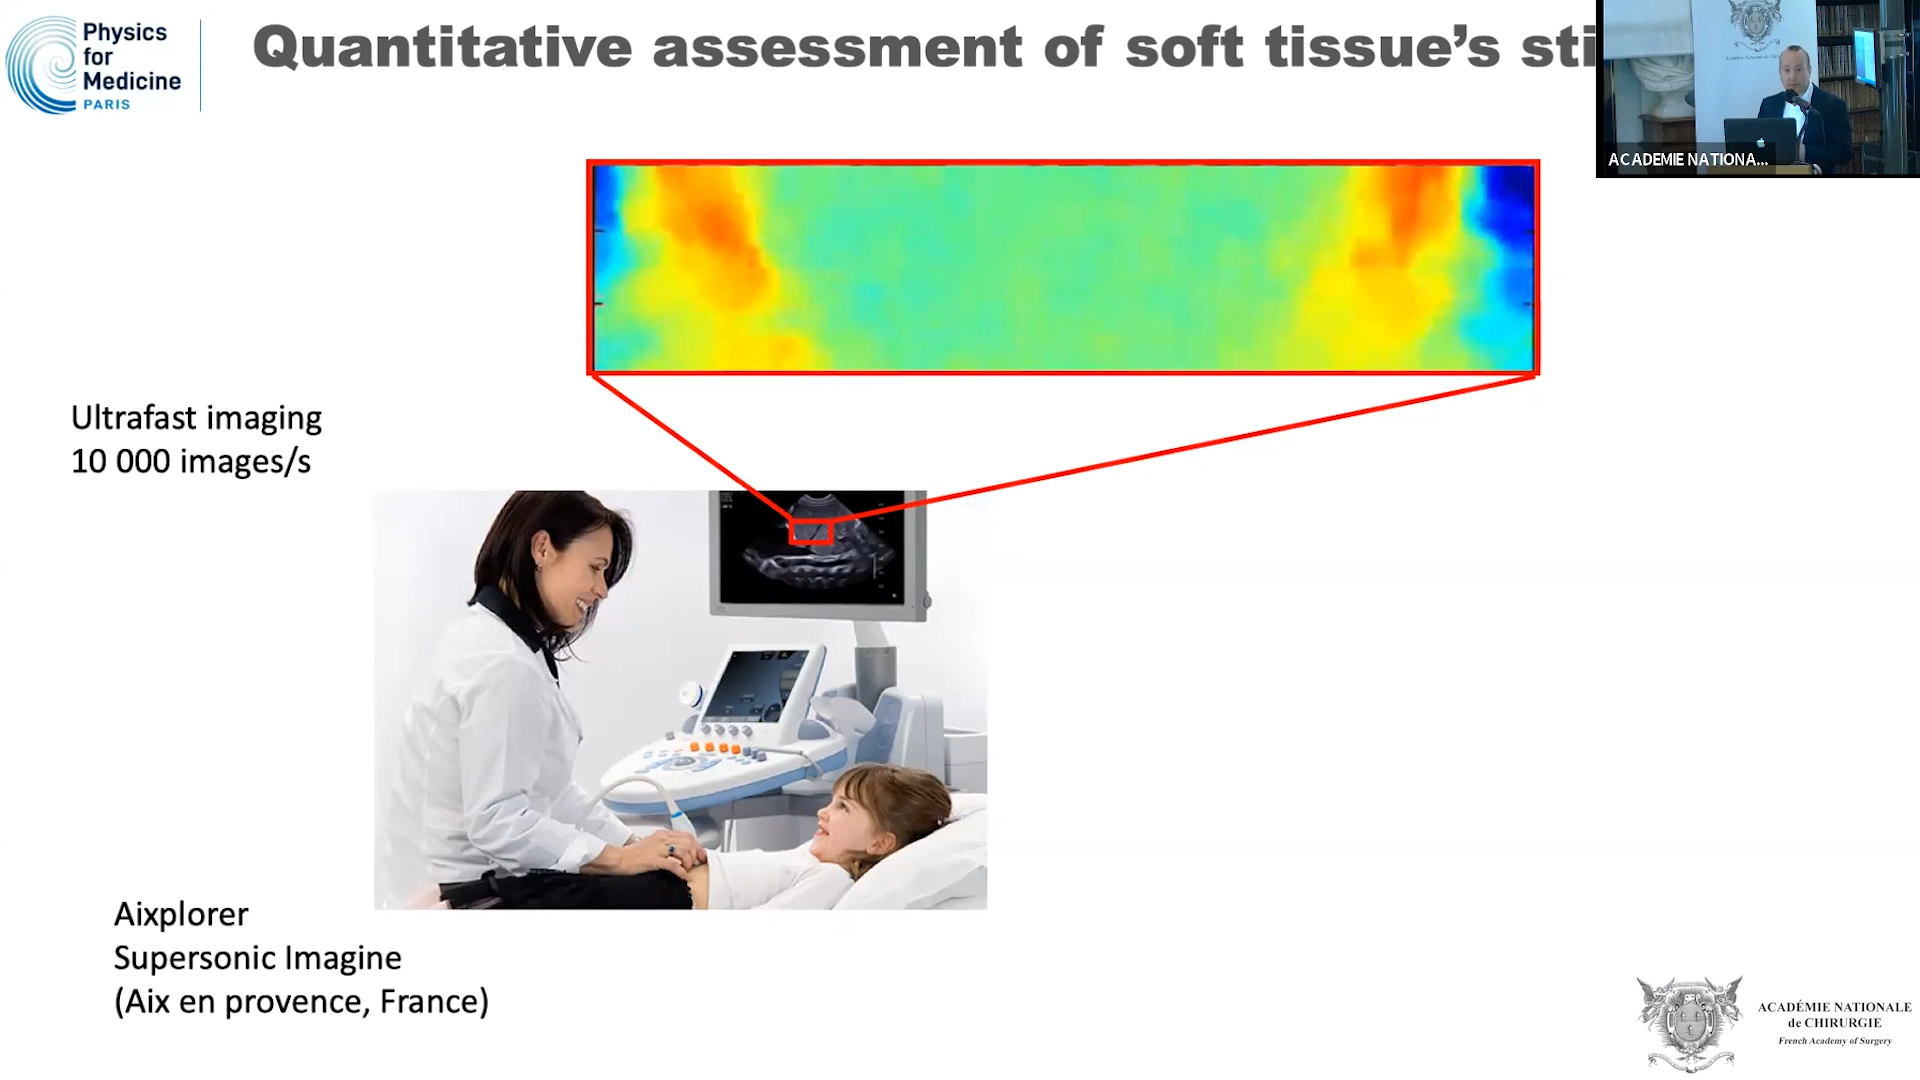 Physics
for
Medicine
PARIS
Quantitative assessment of soft tissue’s sti
ACADEMIE NATIONA...
Ultrafast imaging
10 000 images/s
Aixplorer
Supersonic Imagine
(Aix en provence, France)
ACADÉMIE NATIONALE
de CHIRURGIE
French Academy of Surgery